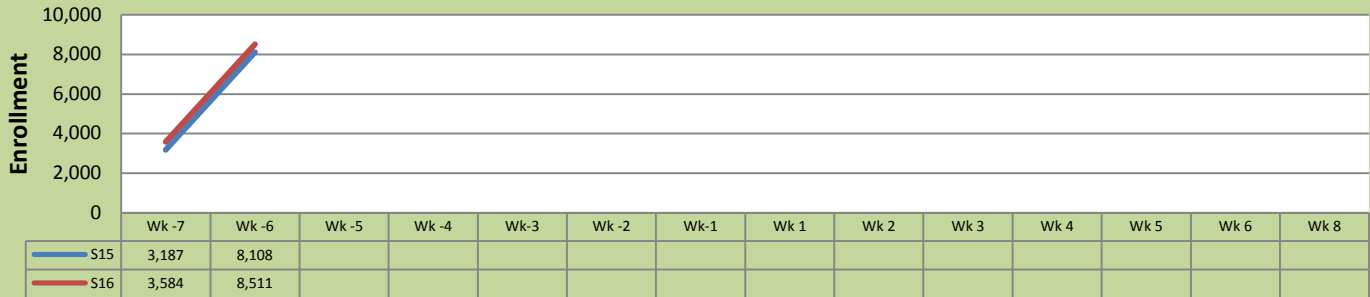 10,000
8,000
6,000
4,000
2,000
0
Enrollment
Wk -7 Wk -6 Wk -5 Wk -4 Wk-3 Wk -2 Wk-1 Wk 1 Wk 2 Wk 3 Wk 4 Wk 5 Wk 6 Wk 8
S15 3,187 8,108
S16 3,584 8,511